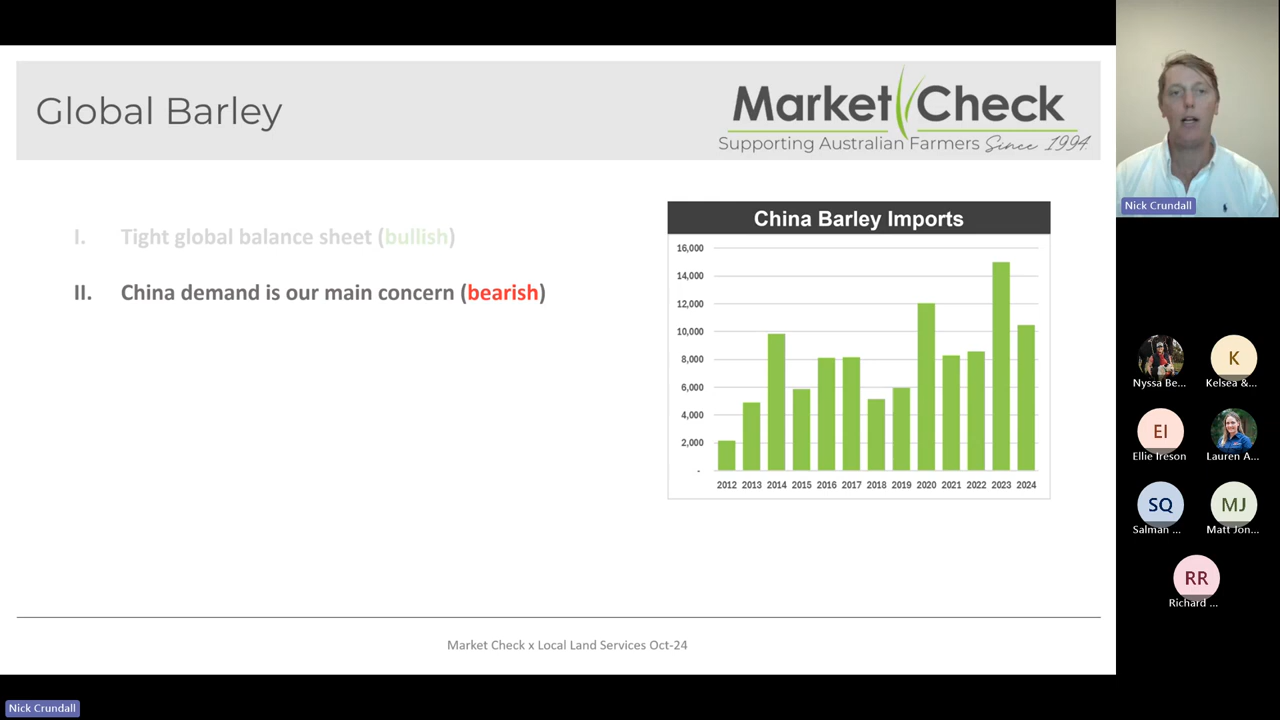 Global Barley
Market Check
Supporting Australian Farmers Since 1994
I. Tight global balance sheet (bullish)
II. China demand is our main concern (bearish)
China Barley Imports
16,000
14,000
12,000
10,000
8,000
6,000
4,000
2,000
-
2012 2013 2014 2015 2016 2017 2018 2019 2020 2021 2022 2023 2024
Market Check x Local Land Services Oct-24
Nick Crundall
Nick Crundall
K
Nyssa Be... Kelsea &...
EI
Ellie Ireson Lauren A...
SQ MJ
Salman ... Matt Jon...
RR
Richard ...